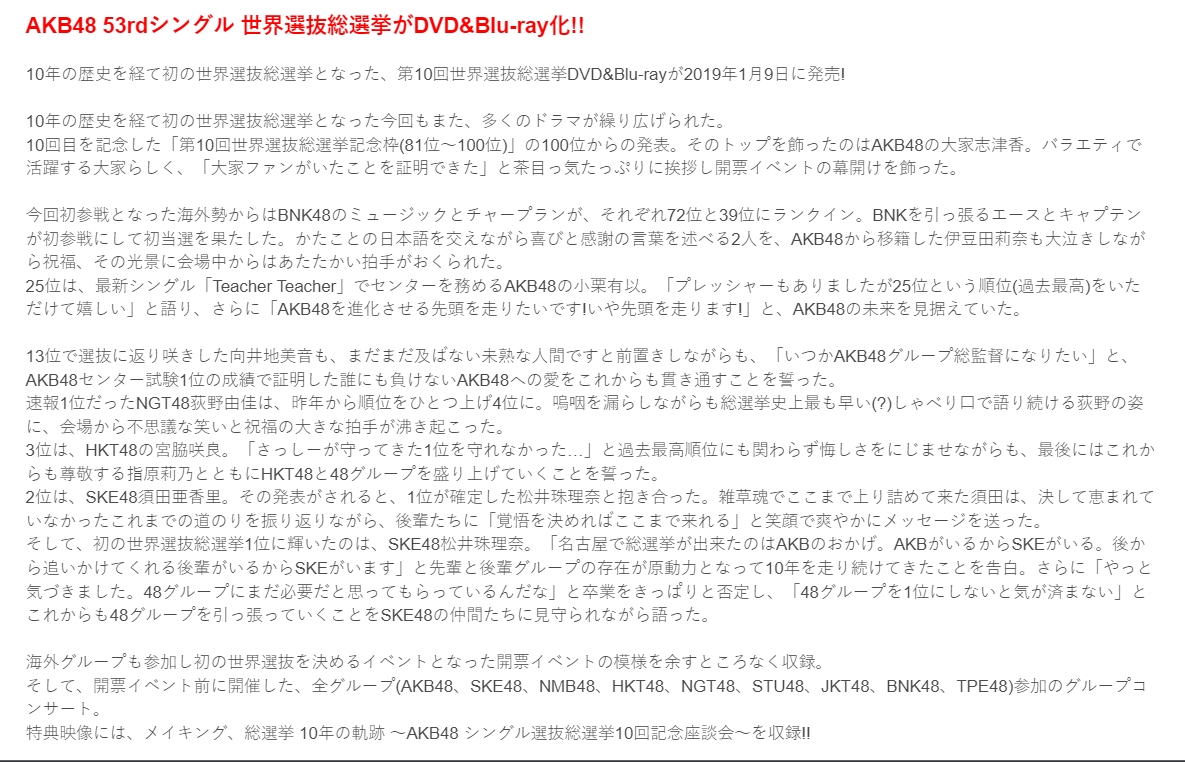 AKB48 53rdシングル 世界選抜総選挙がDVD&Blu-ray化!!
10年の歴史を経て初の世界選抜総選挙となった、第10回世界選抜総選挙DVD&Blu-rayが2019年1月9日に発売!
10年の歴史を経て初の世界選抜総選挙となった今回もまた、多くのドラマが繰り広げられた。
10回目を記念した「第10回世界選抜総選挙記念枠(81位～100位)」の100位からの発表。そのトップを飾ったのはAKB48の大家志津香。バラエティで
活躍する大家らしく、「大家ファンがいたことを証明できた」と茶目っ気たっぷりに挨拶し開票イベントの幕開けを飾った。
今回初参戦となった海外勢からはBNK48のミュージックとチャープランが、それぞれ72位と39位にランクイン。BNKを引っ張るエースとキャプテン
が初参戦にして初当選を果たした。かたことの日本語を交えながら喜びと感謝の言葉を述べる2人を、AKB48から移籍した伊豆田莉奈も大泣きしなが
ら祝福、その光景に会場中からはあたたかい拍手がおくられた。
25位は、最新シングル「Teacher Teacher」でセンターを務めるAKB48の小栗有以。「プレッシャーもありましたが25位という順位(過去最高)をいた
だけて嬉しい」と語り、さらに「AKB48を進化させる先頭を走りたいです!いや先頭を走ります!」と、AKB48の未来を見据えていた。
13位で選抜に返り咲きした向井地美音も、まだまだ及ばない未熟な人間ですと前置きしながらも、「いつかAKB48グループ総監督になりたい」と、
AKB48センター試験1位の成績で証明した誰にも負けないAKB48への愛をこれからも貫き通すことを誓った。
速報1位だったNGT48荻野由佳は、昨年から順位をひとつ上げ4位に。嗚咽を漏らしながらも総選挙史上最も早い(?)しゃべり口で語り続ける荻野の姿
に、会場から不思議な笑いと祝福の大きな拍手が沸き起こった。
3位は、HKT48の宮脇咲良。「さっしーが守ってきた1位を守れなかった…」と過去最高順位にも関わらず悔しさをにじませながらも、最後にはこれか
らも尊敬する指原莉乃とともにHKT48と48グループを盛り上げていくことを誓った。
2位は、SKE48須田亜香里。その発表がされると、1位が確定した松井珠理奈と抱き合った。雑草魂でここまで上り詰めて来た須田は、決して恵まれて
いなかったこれまでの道のりを振り返りながら、後輩たちに「覚悟を決めればここまで来れる」と笑顔で爽やかにメッセージを送った。
そして、初の世界選抜総選挙1位に輝いたのは、SKE48松井珠理奈。「名古屋で総選挙が出来たのはAKBのおかげ。AKBがいるからSKEがいる。後か
ら追いかけてくれる後輩がいるからSKEがいます」と先輩と後輩グループの存在が原動力となって10年を走り続けてきたことを告白。さらに「やっと
気づきました。48グループにまだ必要だと思ってもらっているんだな」と卒業をきっぱりと否定し、「48グループを1位にしないと気が済まない」と
これからも48グループを引っ張っていくことをSKE48の仲間たちに見守られながら語った。
海外グループも参加し初の世界選抜を決めるイベントとなった開票イベントの模様を余すところなく収録。
そして、開票イベント前に開催した、全グループ(AKB48、SKE48、NMB48、HKT48、NGT48、STU48、JKT48、BNK48、TPE48)参加のグループコ
ンサート。
特典映像には、メイキング、総選挙 10年の軌跡 ～AKB48 シングル選抜総選挙10回記念座談会～を収録!!